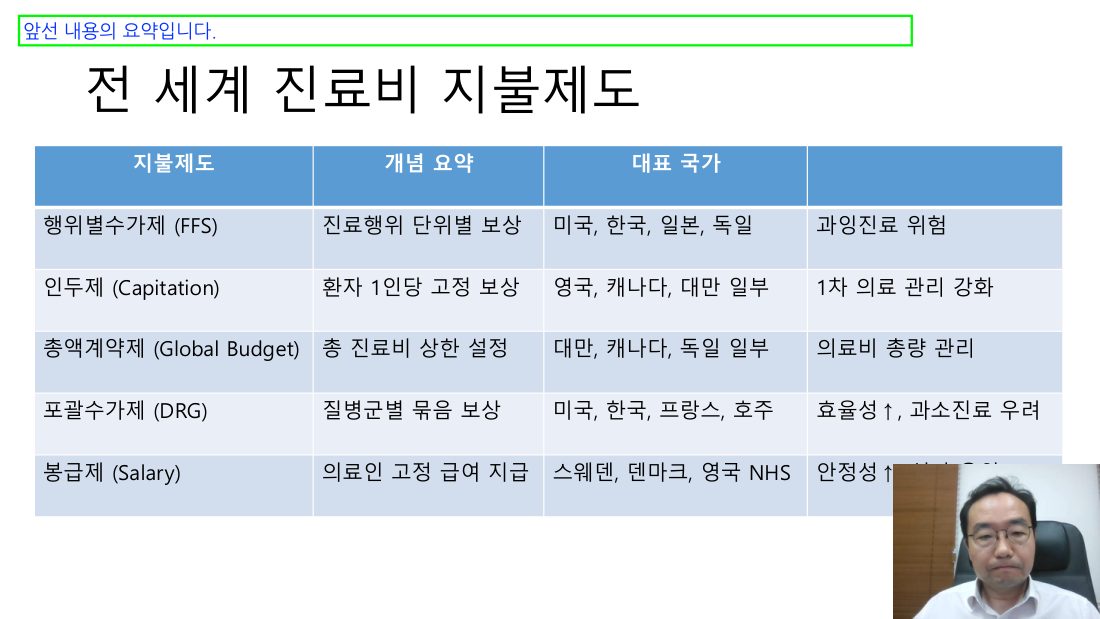 앞선 내용의 요약입니다.
전 세계 진료비 지불제도
지불제도 개념 요약 대표 국가
행위별수가제 (FFS) 진료행위 단위별 보상 미국, 한국, 일본, 독일 과잉진료 위험
인두제 (Capitation) 환자 1인당 고정 보상 영국, 캐나다, 대만 일부 1차 의료 관리 강화
총액계약제 (Global Budget) 총 진료비 상한 설정 대만, 캐나다, 독일 일부 의료비 총량 관리
포괄수가제 (DRG) 질병군별 묶음 보상 미국, 한국, 프랑스, 호주 효율성↑, 과소진료 우려
봉급제 (Salary) 의료인 고정 급여 지급 스웨덴, 덴마크, 영국 NHS 안정성↑